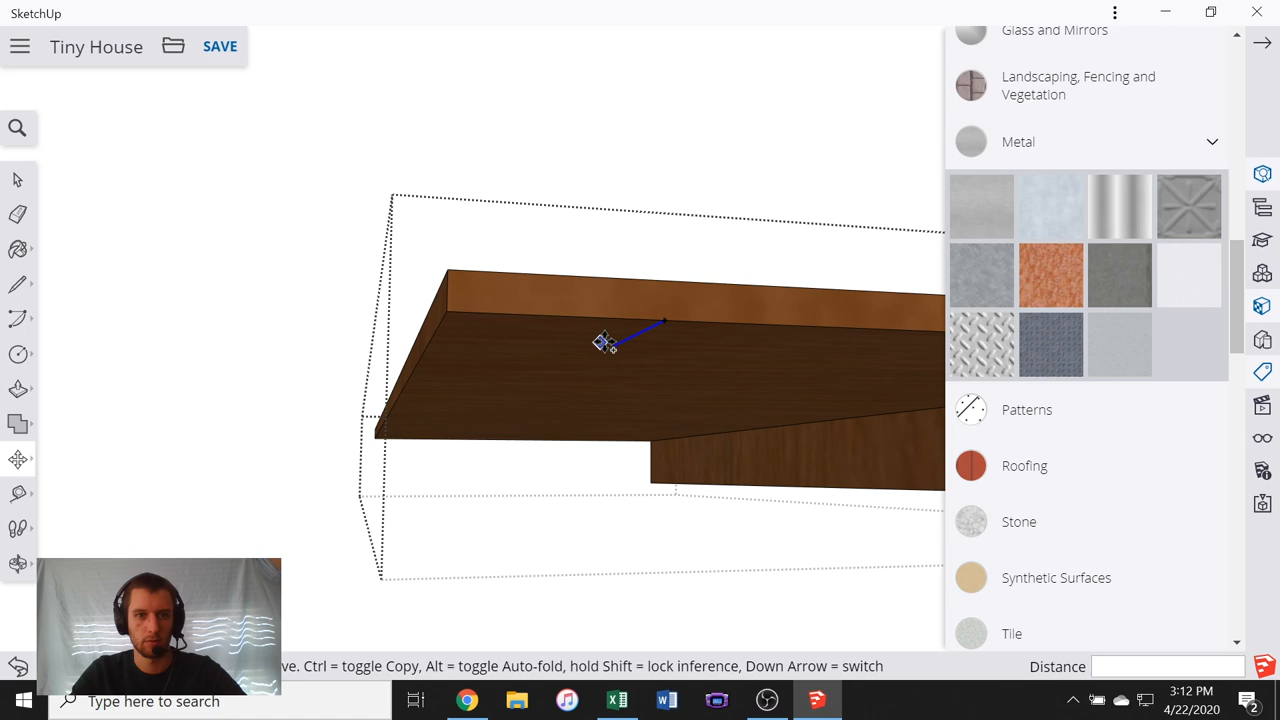 SketchUp
Tiny House
SAVE
Glass and Mirrors
Landscaping, Fencing and
Vegetation
Metal
Patterns
Roofing
Stone
Synthetic Surfaces
Tile
ve. Ctrl = toggle Copy, Alt = toggle Auto-fold, hold Shift = lock inference, Down Arrow = switch
Distance
Type here to search
3:12 PM
4/22/2020
2